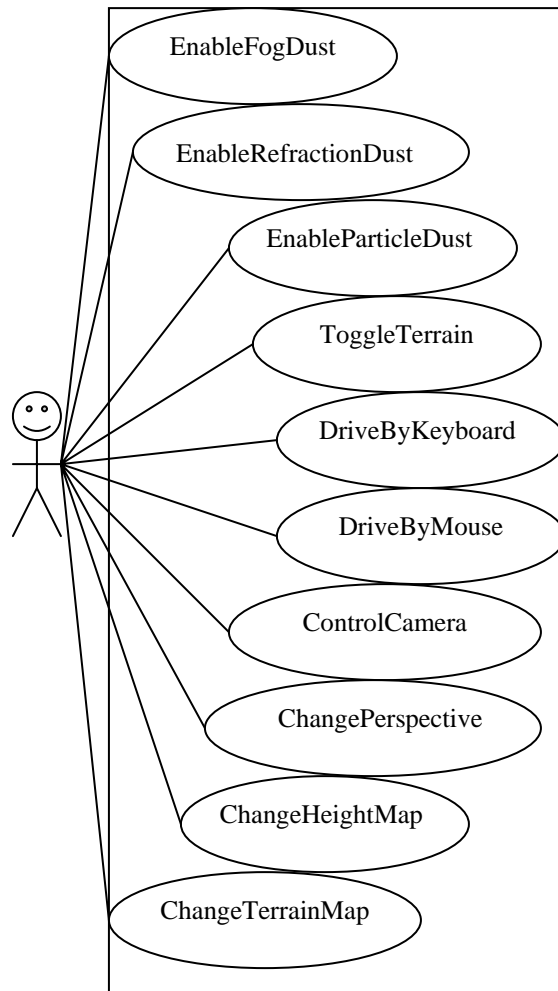 EnableFogDust
EnableRefractionDust
EnableParticleDust
ToggleTerrain
DriveByKeyboard
DriveByMouse
ControlCamera
ChangePerspective
ChangeHeightMap
ChangeTerrainMap